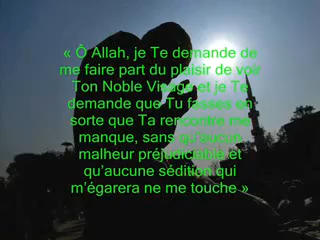 « Ô Allah, je Te demande de
me faire part du plaisir de voir
Ton Noble Visage et je Te
demande que Tu fasses en
sorte que Ta rencontre me
manque, sans qu'aucun
malheur préjudiciable et
qu'aucune sédition qui
m'égarera ne me touche »